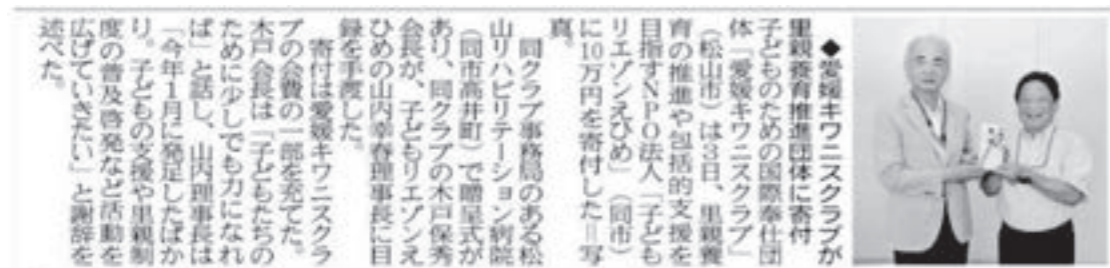 ◆愛媛キワニスクラブが
里親養育推進団体に寄付
子どものための国際奉仕団
体「愛媛キワニスクラブ」
（松山市）は3日、里親養
育の推進や包括的支援を
目指すNPO法人「子ども
リエゾンえひめ」（同市）
に10万円を寄付した＝写
真。
同クラブ事務局のある松
山リハビリテーション病院
（同市高井町）で贈呈式が
あり、同クラブの木戸保秀
会長が、子どもリエゾンえ
ひめの山内幸春理事長に目
録を手渡した。
寄付は愛媛キワニスクラ
ブの会費の一部を充てた。
木戸会長は「子どもたちの
ために少しでも力になれ
ば」と話し、山内理事長は
「今年1月に発足したばか
り。子どもの支援や里親制
度の普及啓発など活動を
広げていきたい」と謝辞を
述べた。